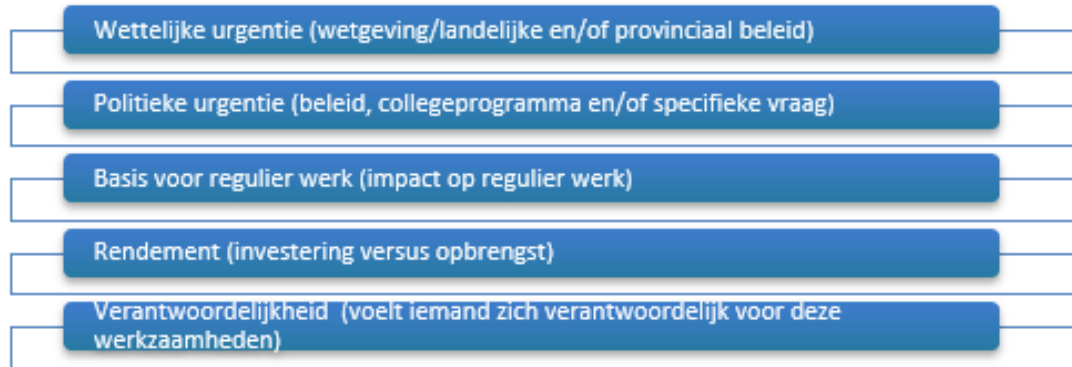 Wettelijke urgentie (wetgeving/landelijke en/of provinciaal beleid)
Politieke urgentie (beleid, collegeprogramma en/of specifieke vraag)
Basis voor regulier werk (impact op regulier werk)
Rendement (investering versus opbrengst)
Verantwoordelijkheid  (voelt iemand zich verantwoordelijk voor deze
werkzaamheden)